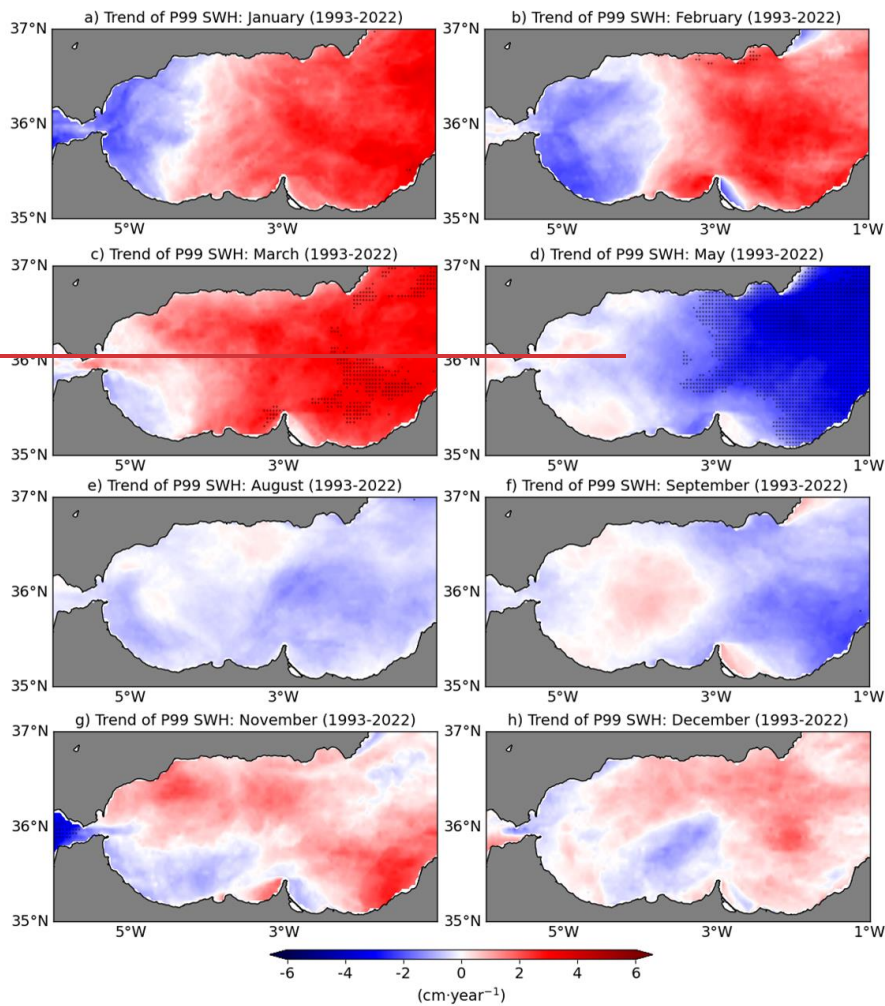 a) Trend of P99 SWH: January (1993-2022)
b) Trend of P99 SWH: February (1993-2022)
37°N
36°N
35°N
5°W
3°W
37°N
36°N
35°N
5°W
3°W
1°W
c) Trend of P99 SWH: March (1993-2022)
d) Trend of P99 SWH: May (1993-2022)
37°N
36°N
35°N
5°W
3°W
37°N
36°N
35°N
5°W
3°W
1°W
e) Trend of P99 SWH: August (1993-2022)
f) Trend of P99 SWH: September (1993-2022)
37°N
36°N
35°N
5°W
3°W
37°N
36°N
35°N
5°W
3°W
1°W
g) Trend of P99 SWH: November (1993-2022)
h) Trend of P99 SWH: December (1993-2022)
37°N
36°N
35°N
5°W
3°W
37°N
36°N
35°N
5°W
3°W
1°W
-6 -4 -2 0 2 4 6
(cm·year⁻¹)